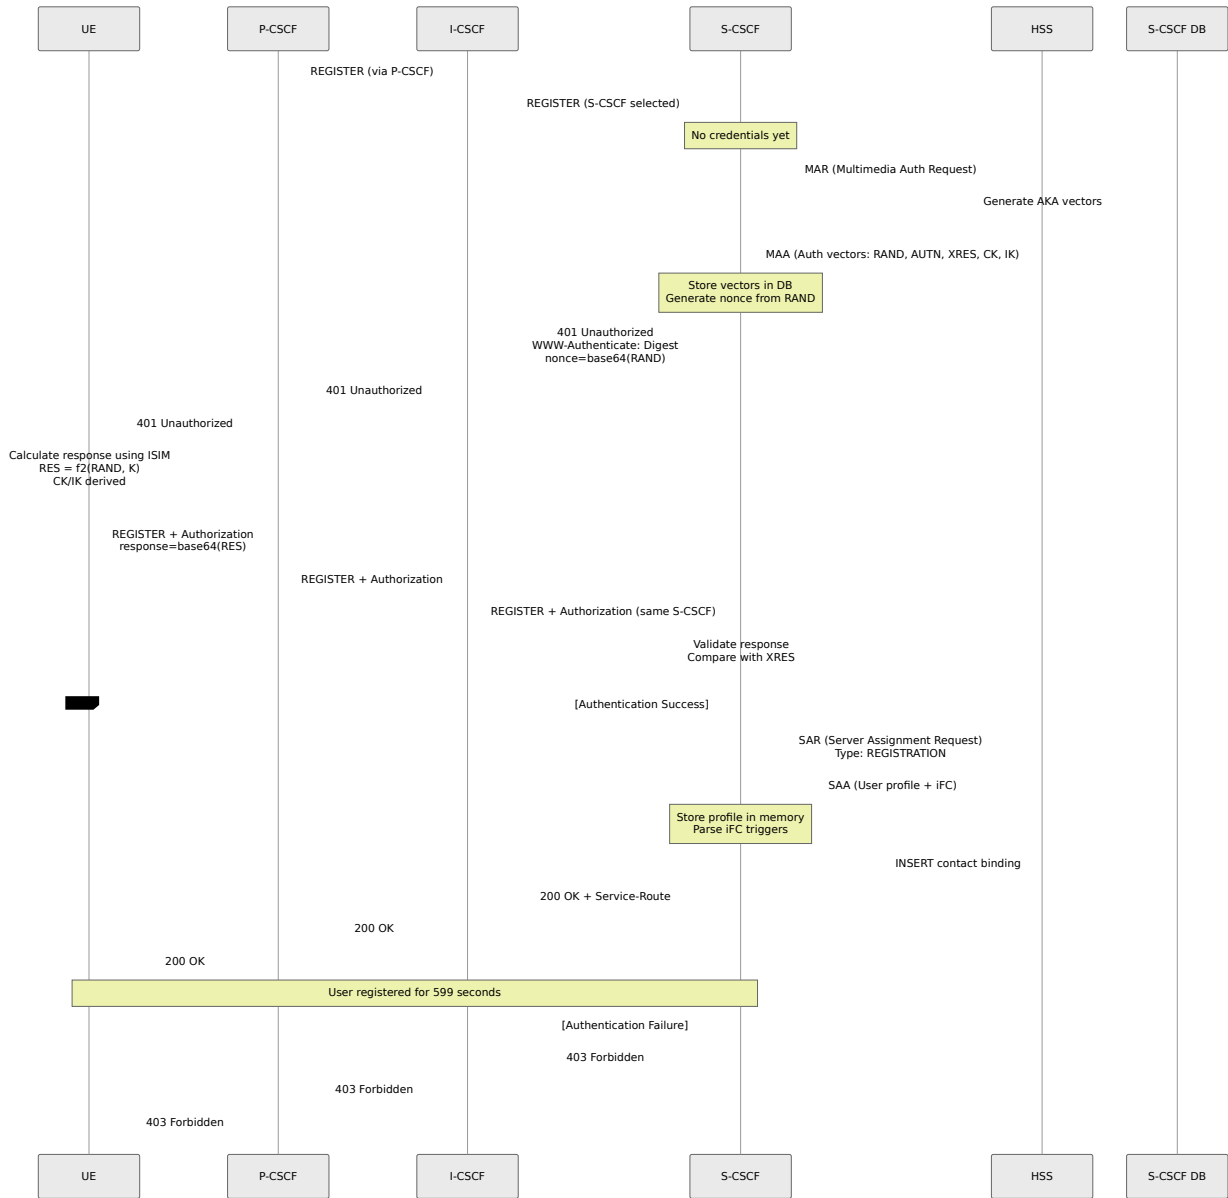 UE
P-CSCF
I-CSCF
S-CSCF
HSS
S-CSCF DB
REGISTER (via P-CSCF)
REGISTER (S-CSCF selected)
No credentials yet
MAR (Multimedia Auth Request)
Generate AKA vectors
MAA (Auth vectors: RAND, AUTN, XRES, CK, IK)
Store vectors in DB
Generate nonce from RAND
401 Unauthorized
WWW-Authenticate: Digest
nonce=base64(RAND)
401 Unauthorized
401 Unauthorized
Calculate response using ISIM
RES = f2(RAND, K)
CK/IK derived
REGISTER + Authorization
response=base64(RES)
REGISTER + Authorization
REGISTER + Authorization (same S-CSCF)
Validate response
Compare with XRES
[Authentication Success]
SAR (Server Assignment Request)
Type: REGISTRATION
SAA (User profile + iFC)
Store profile in memory
Parse iFC triggers
INSERT contact binding
200 OK + Service-Route
200 OK
200 OK
User registered for 599 seconds
[Authentication Failure]
403 Forbidden
403 Forbidden
403 Forbidden
UE
P-CSCF
I-CSCF
S-CSCF
HSS
S-CSCF DB